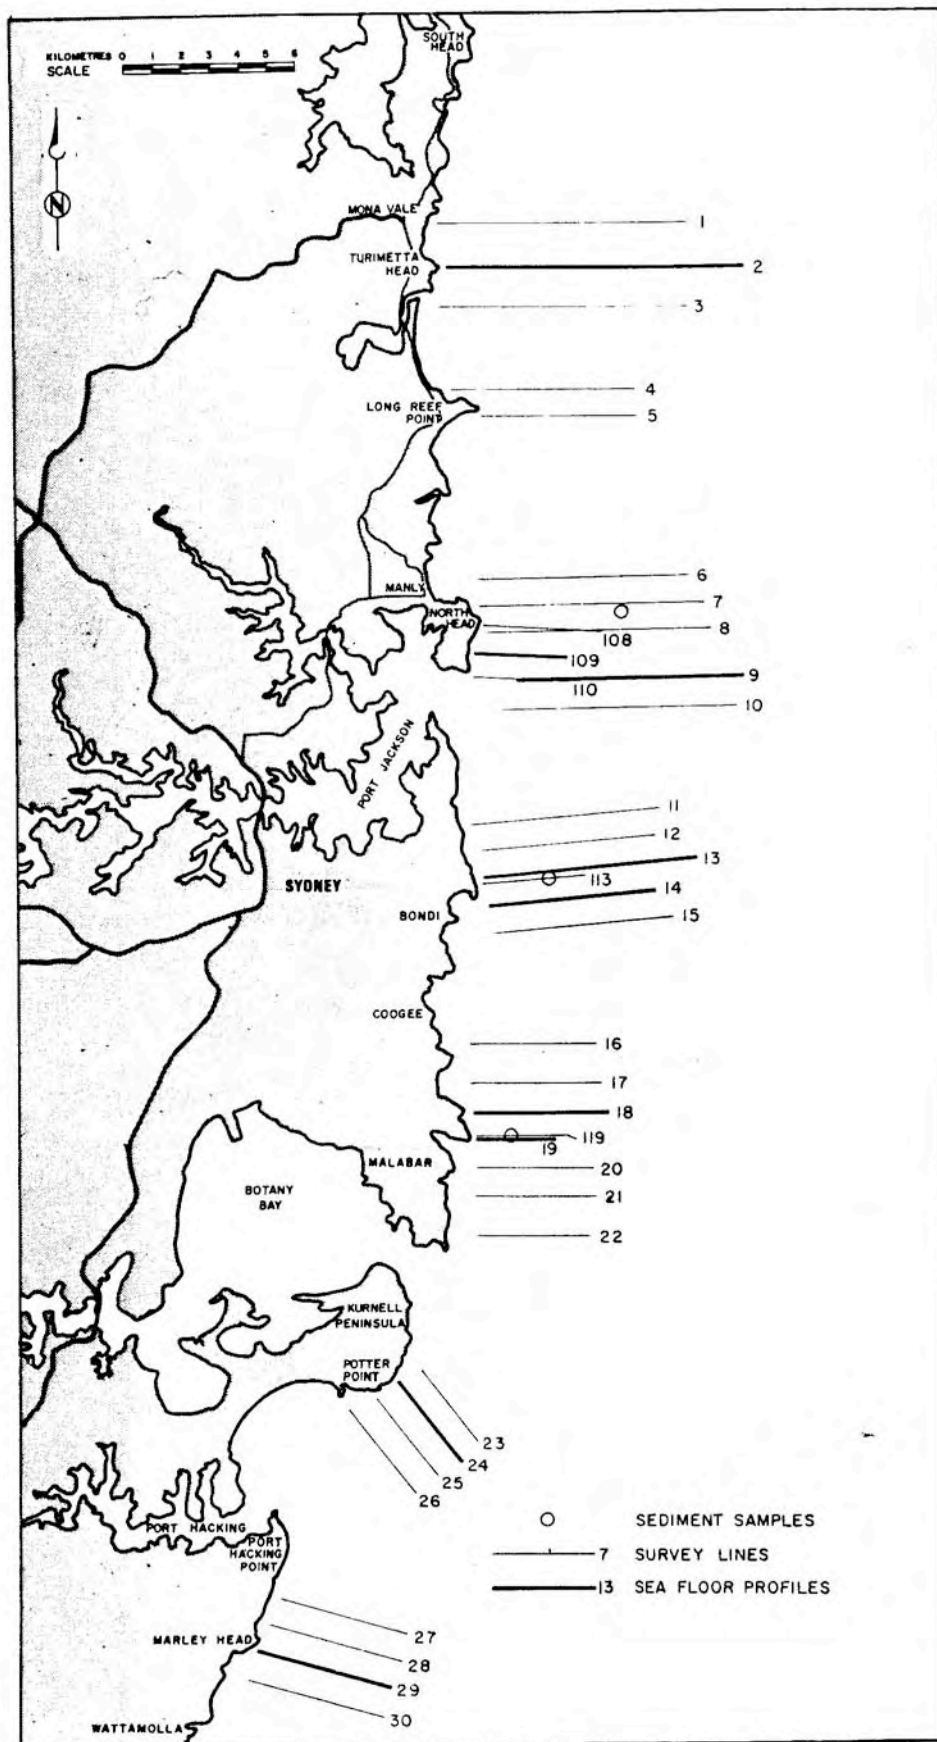 SOUTH
HEAD
KILOMETRES 0 1 2 3 4 5 6
SCALE
N
MONA VALE
1
TURIMETTA
HEAD
2
3
4
LONG REEF
POINT
5
6
MANLY
7
NORTH
HEAD
8
108
109
9
110
10
PORT JACKSON
11
12
13
113
SYDNEY
14
BONDI
15
COOGEE
16
17
18
119
19
MALABAR
20
BOTANY
BAY
21
22
KURNELL
PENINSULA
POTTER
POINT
23
24
25
26
PORT HACKING
PORT
HACKING
POINT
SEDIMENT SAMPLES
7 SURVEY LINES
13 SEA FLOOR PROFILES
27
MARLEY HEAD
28
29
30
WATTAMOLLA